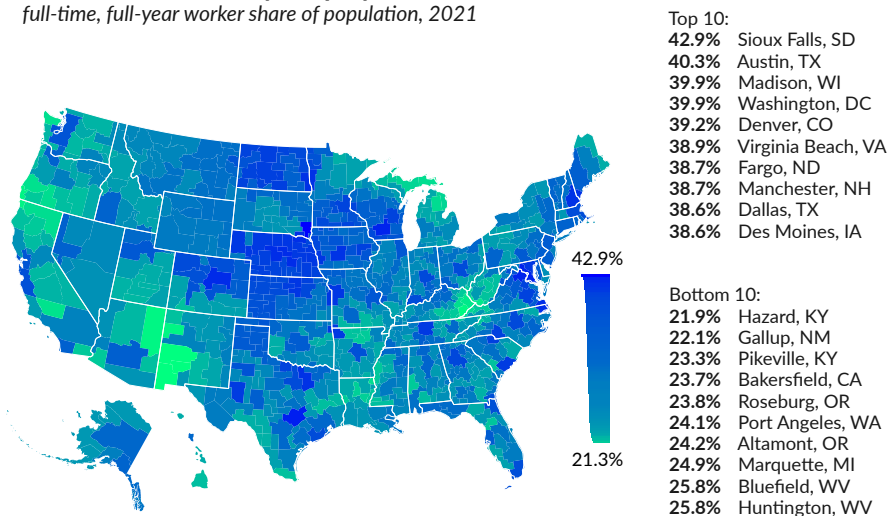 full-time, full-year worker share of population, 2021
42.9%
21.3%
Top 10:
42.9% Sioux Falls, SD
40.3% Austin, TX
39.9% Madison, WI
39.9% Washington, DC
39.2% Denver, CO
38.9% Virginia Beach, VA
38.7% Fargo, ND
38.7% Manchester, NH
38.6% Dallas, TX
38.6% Des Moines, IA
Bottom 10:
21.9% Hazard, KY
22.1% Gallup, NM
23.3% Pikeville, KY
23.7% Bakersfield, CA
23.8% Roseburg, OR
24.1% Port Angeles, WA
24.2% Altamont, OR
24.9% Marquette, MI
25.8% Bluefield, WV
25.8% Huntington, WV